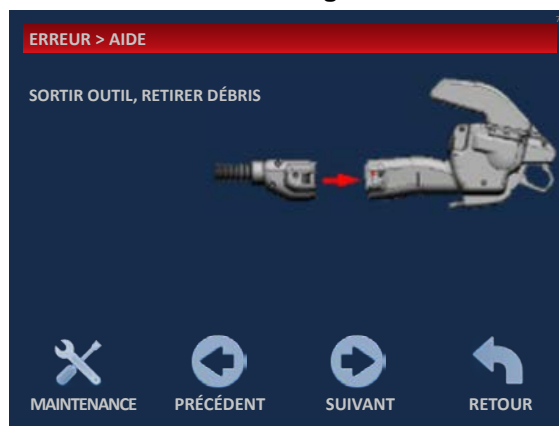 ERREUR > AIDE
SORTIR OUTIL, RETIRER DÉBRIS
MAINTENANCE
PRÉCÉDENT
SUIVANT
RETOUR